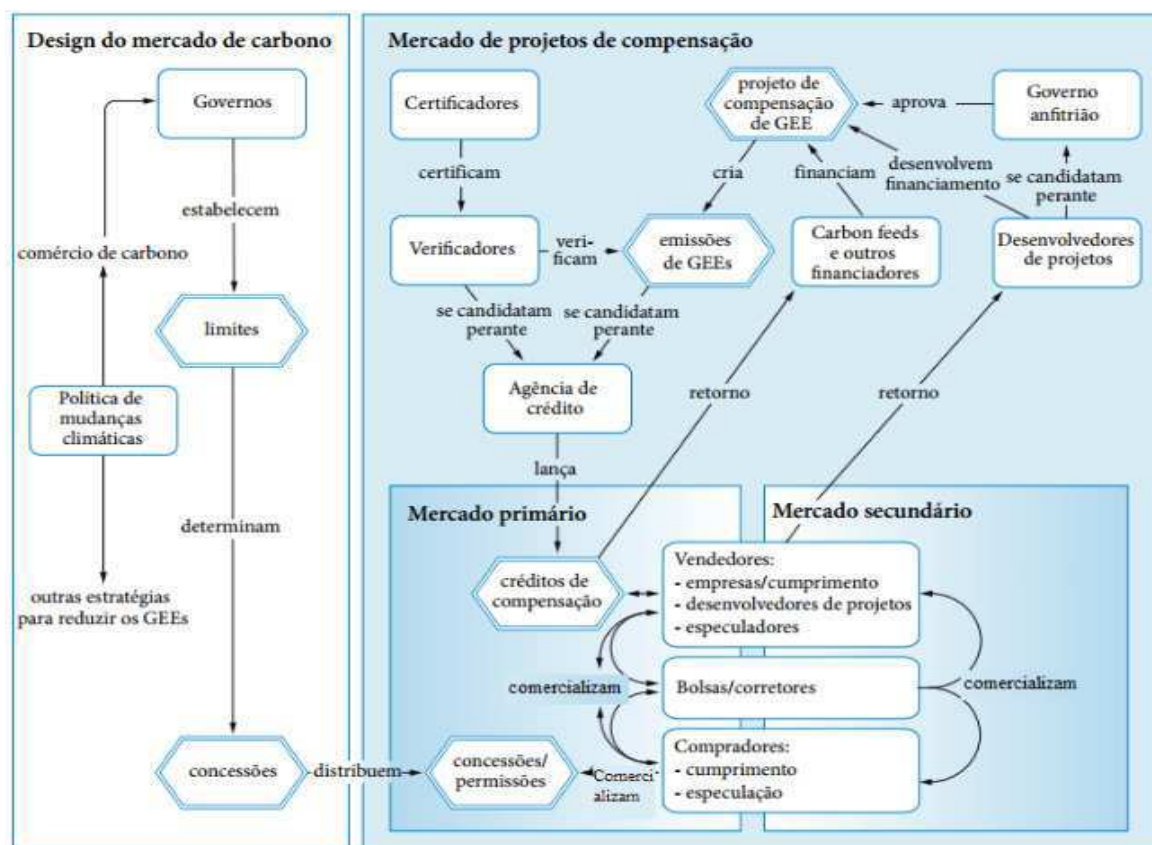 Design do mercado de carbono
Governos
estabelecem
comércio de carbono
limites
Política de
mudanças
climáticas
determinam
outras estratégias
para reduzir os GEEs
concessões
distribuem
Mercado de projetos de compensação
Certificadores
certificam
Verificadores
veri-
ficam
se candidatam
perante
projeto de
compensação
de GEE
cria
emissões
de GEEs
se candidatam
perante
aprova
Governo
anfitrião
financiam
desenvolvem
financiamento
se candidatam
perante
Carbon feeds
e outros
financiadores
Desenvolvedores
de projetos
Agência de
crédito
lança
retorno
retorno
Mercado primário
créditos de
compensação
comercializam
concessões/
permissões
Comerci-
alizam
Mercado secundário
Vendedores:
- empresas/cumprimento
- desenvolvedores de projetos
- especuladores
Bolsas/corretores
comercializam
Compradores:
- cumprimento
- especulação